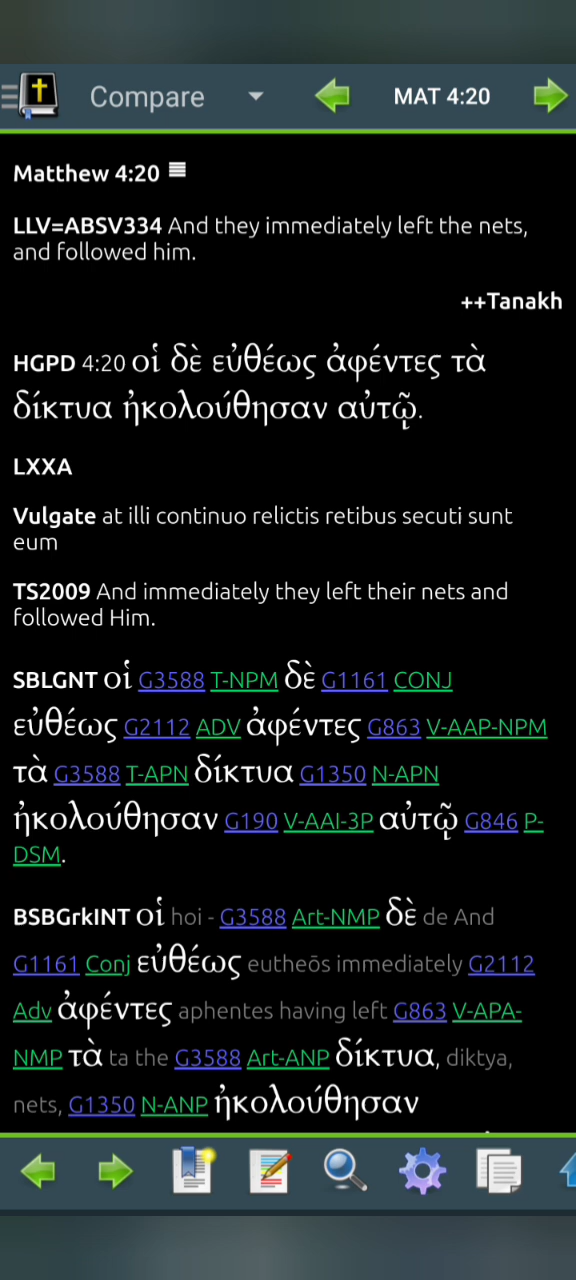 Compare
MAT 4:20
Matthew 4:20
LLV=ABSV334 And they immediately left the nets,
and followed him.
++Tanakh
HGPD 4:20 οἱ δὲ εὐθέως ἀφέντες τὰ
δίκτυα ἠκολούθησαν αὐτῷ.
LXXA
Vulgate at illi continuo relictis retibus secuti sunt
eum
TS2009 And immediately they left their nets and
followed Him.
SBLGNT οἱ G3588 T-NPM δὲ G1161 CONJ
εὐθέως G2112 ADV ἀφέντες G863 V-AAP-NPM
τὰ G3588 T-APN δίκτυα G1350 N-APN
ἠκολούθησαν G190 V-AAI-3P αὐτῷ G846 P-
DSM.
BSBGrkINT οἱ hoi - G3588 Art-NMP δὲ de And
G1161 Conj εὐθέως eutheōs immediately G2112
Adv ἀφέντες aphentes having left G863 V-APA-
NMP τὰ ta the G3588 Art-ANP δίκτυα, diktya,
nets, G1350 N-ANP ἠκολούθησαν